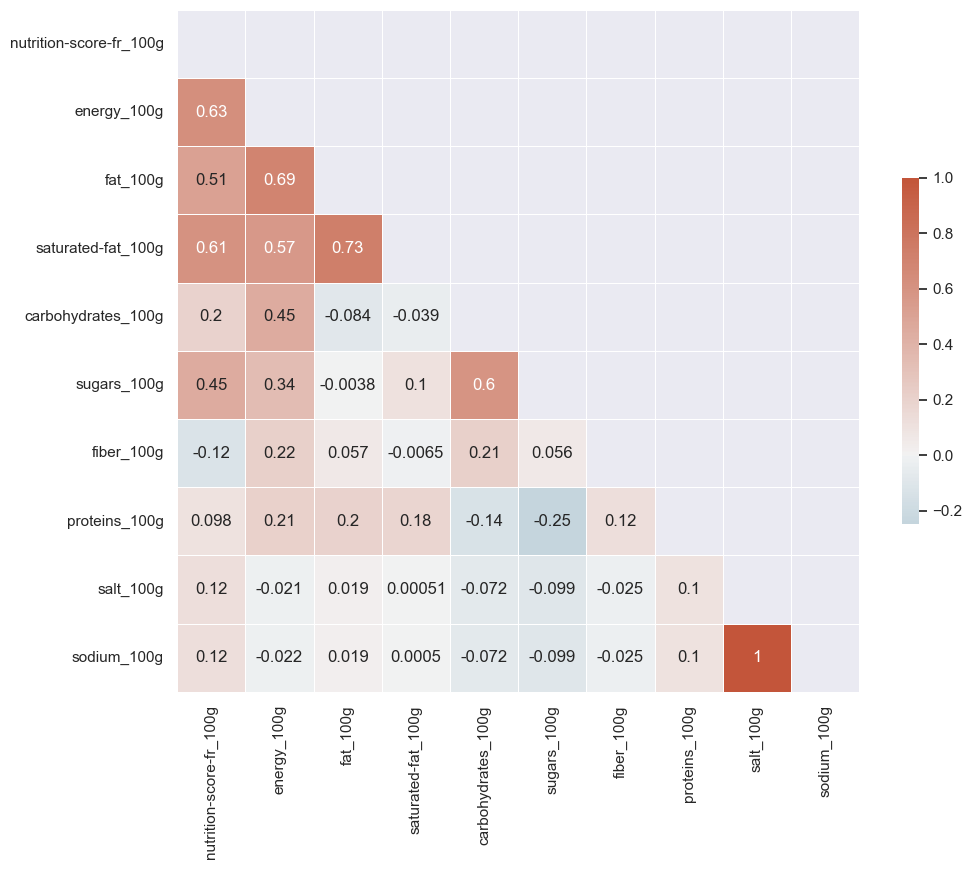 nutrition-score-fr_100g
energy_100g 0.63
fat_100g 0.51 0.69
saturated-fat_100g 0.61 0.57 0.73
carbohydrates_100g 0.2 0.45 -0.084 -0.039
sugars_100g 0.45 0.34 -0.0038 0.1 0.6
fiber_100g -0.12 0.22 0.057 -0.0065 0.21 0.056
proteins_100g 0.098 0.21 0.2 0.18 -0.14 -0.25 0.12
salt_100g 0.12 -0.021 0.019 0.00051 -0.072 -0.099 -0.025 0.1
sodium_100g 0.12 -0.022 0.019 0.0005 -0.072 -0.099 -0.025 0.1 1
nutrition-score-fr_100g
energy_100g
fat_100g
saturated-fat_100g
carbohydrates_100g
sugars_100g
fiber_100g
proteins_100g
salt_100g
sodium_100g
1.0
0.8
0.6
0.4
0.2
0.0
−0.2